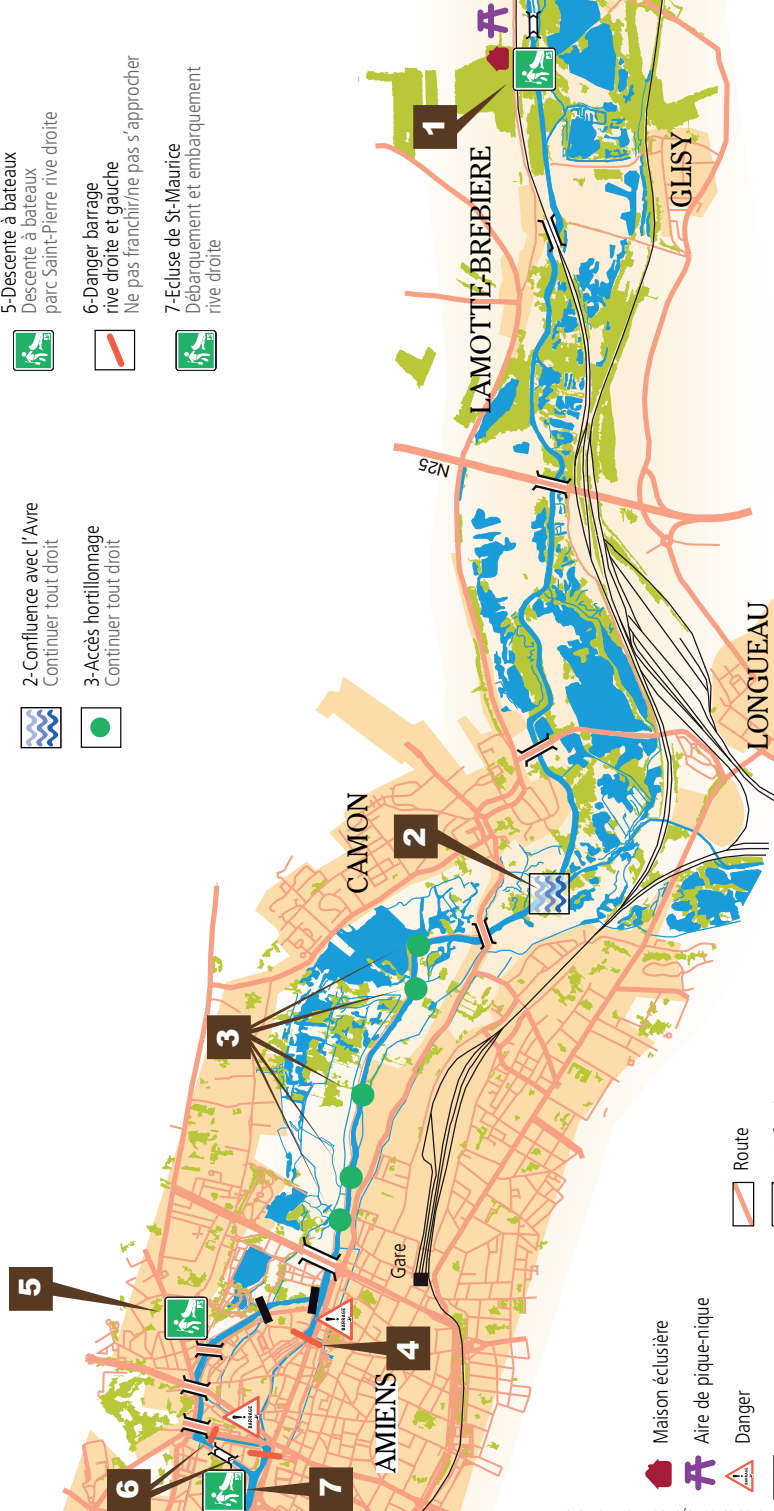 2-Confluence avec l'Avre
Continuer tout droit
3-Accès hortillonnage
Continuer tout droit
5-Descente à bateaux
Descente à bateaux
parc Saint-Pierre rive droite
6-Danger barrage
rive droite et gauche
Ne pas franchir/ne pas s'approcher
7-Ecluse de St-Maurice
Débarquement et embarquement
rive droite
6
7
5
4
3
2
1
BARRAGE
BARRAGE
AMIENS
Gare
CAMON
N25
LAMOTTE-BREBIERE
LONGUEAU
GLISY
Maison éclusière
Aire de pique-nique
BARRAGE
Danger
Route